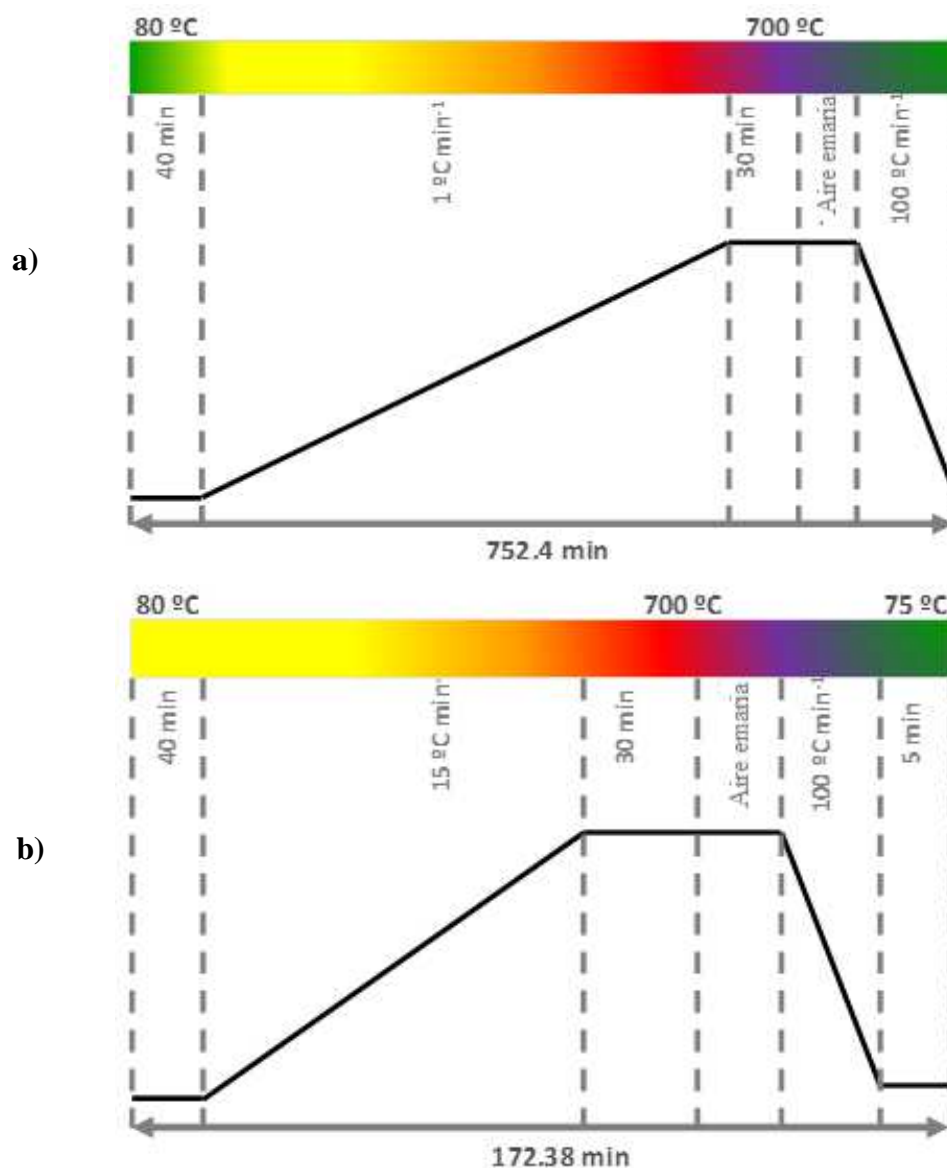 80 ºC 700 ºC
40 min
1 ºC min-1
30 min
Aire emaria
100 ºC min-1
a)
752.4 min
80 ºC 700 ºC 75 ºC
40 min
15 ºC min-
30 min
Aire emaria
100 ºC min-1
5 min
b)
172.38 min